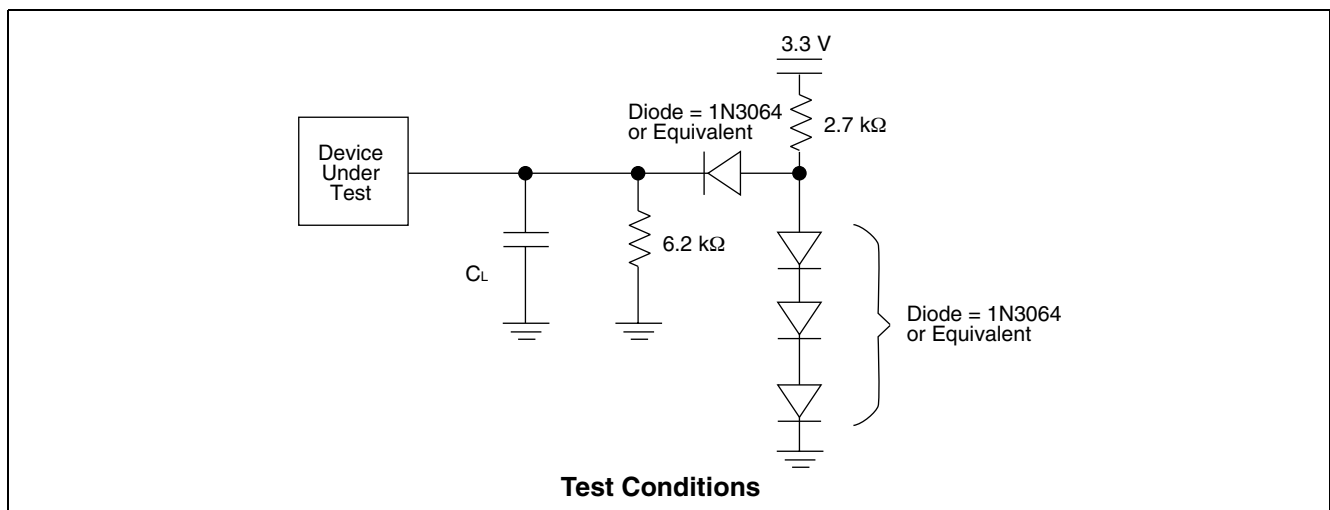 3.3 V
Diode = 1N3064
or Equivalent
2.7 kΩ
Device
Under
Test
6.2 kΩ
CL
Diode = 1N3064
or Equivalent
Test Conditions